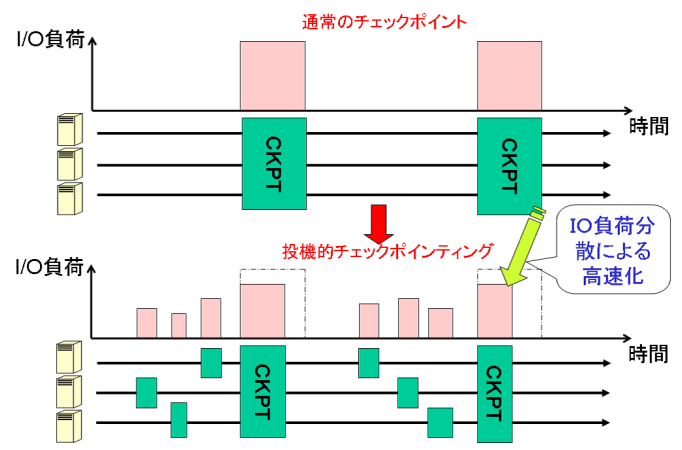 通常のチェックポイント
I/O負荷
CKPT
CKPT
時間
投機的チェックポインティング
IO負荷分
散による
高速化
I/O負荷
時間
CKPT
CKPT